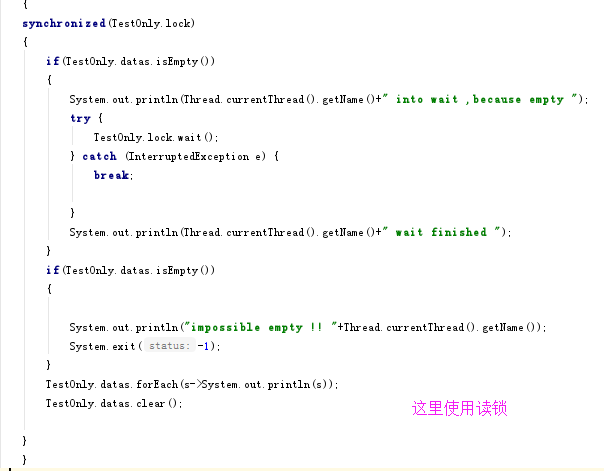 {
synchronized(TestOnly.lock)
{
if(TestOnly.datas.isEmpty())
{
System.out.println(Thread.currentThread().getName()+" into wait ,because empty ");
try {
TestOnly.lock.wait();
} catch (InterruptedException e) {
break;
}
System.out.println(Thread.currentThread().getName()+" wait finished ");
}
if(TestOnly.datas.isEmpty())
{
System.out.println("impossible empty !! "+Thread.currentThread().getName());
System.exit( status: -1);
}
TestOnly.datas.forEach(s->System.out.println(s));
TestOnly.datas.clear();
这里使用读锁
}
}